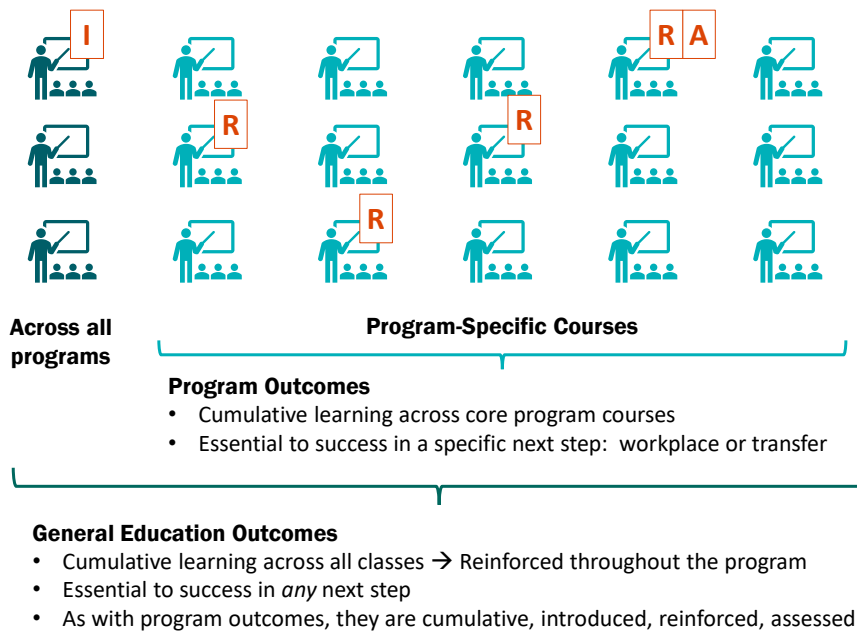 I
R A
R
R
R
Across all
programs
Program-Specific Courses
Program Outcomes
• Cumulative learning across core program courses
• Essential to success in a specific next step: workplace or transfer
General Education Outcomes
• Cumulative learning across all classes → Reinforced throughout the program
• Essential to success in any next step
• As with program outcomes, they are cumulative, introduced, reinforced, assessed